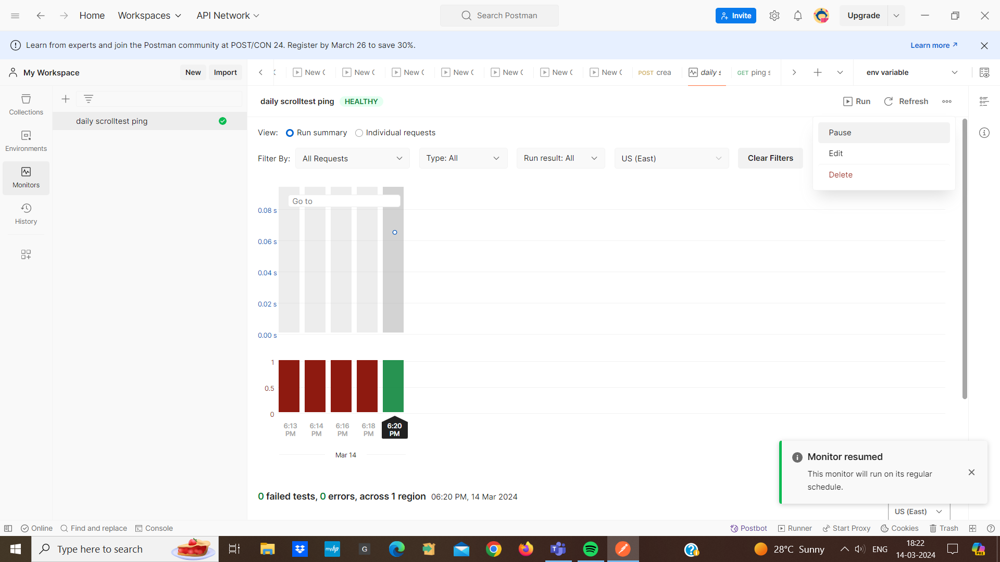 Home
Workspaces
API Network
Search Postman
Invite
Upgrade
Learn from experts and join the Postman community at POST/CON 24. Register by March 26 to save 30%.
Learn more
My Workspace
New
Import
New
New
New
New
New
New
New
POST crea
daily s
GET ping s
env variable
Collections
Environments
Monitors
History
daily scrolltest ping
daily scrolltest ping HEALTHY
Run
Refresh
View:
Run summary
Individual requests
Pause
Edit
Delete
Filter By:
All Requests
Type: All
Run result: All
US (East)
Clear Filters
Go to
0.08 s
0.06 s
0.04 s
0.02 s
0.00 s
1
0.5
0
6:13 PM
6:14 PM
6:16 PM
6:18 PM
6:20 PM
Mar 14
0 failed tests, 0 errors, across 1 region 06:20 PM, 14 Mar 2024
Monitor resumed
This monitor will run on its regular
schedule.
US (East)
Online
Find and replace
Console
Postbot
Runner
Start Proxy
Cookies
Trash
Type here to search
myhp
G
28°C Sunny
ENG
18:22
14-03-2024
PRE